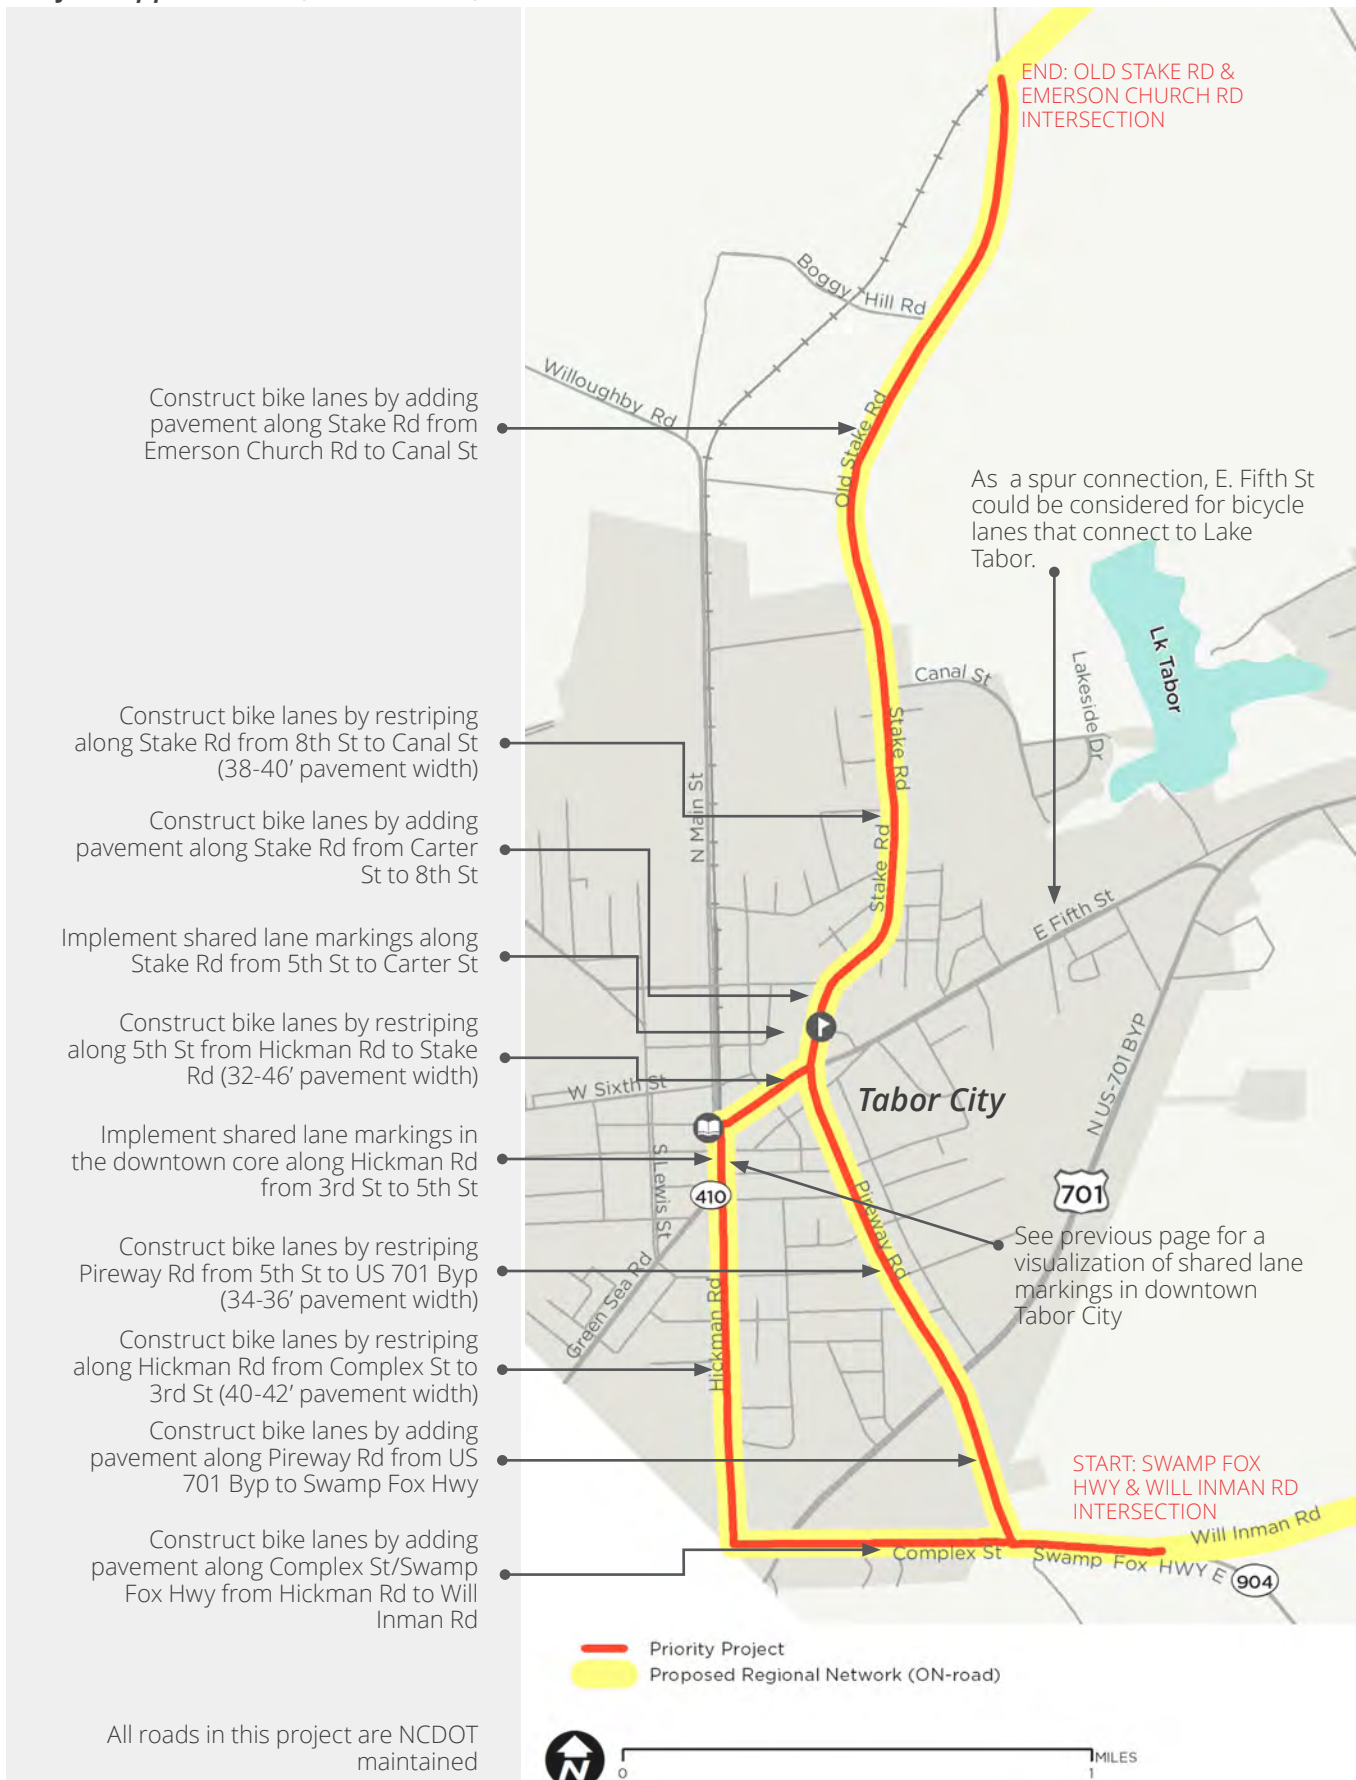 END: OLD STAKE RD &
EMERSON CHURCH RD
INTERSECTION
Boggy Hill Rd
Willoughby Rd
Construct bike lanes by adding
pavement along Stake Rd from
Emerson Church Rd to Canal St
Old Stake Rd
As a spur connection, E. Fifth St
could be considered for bicycle
lanes that connect to Lake
Tabor.
Lk Tabor
Lakeside Dr
Canal St
Stake Rd
Construct bike lanes by restriping
along Stake Rd from 8th St to Canal St
(38-40' pavement width)
N Main St
Construct bike lanes by adding
pavement along Stake Rd from Carter
St to 8th St
Stake Rd
E Fifth St
Implement shared lane markings along
Stake Rd from 5th St to Carter St
Construct bike lanes by restriping
along 5th St from Hickman Rd to Stake
Rd (32-46' pavement width)
W Sixth St
Tabor City
N US-701 BYP
Implement shared lane markings in
the downtown core along Hickman Rd
from 3rd St to 5th St
S Lewis St
410
701
Pireway Rd
See previous page for a
visualization of shared lane
markings in downtown
Tabor City
Construct bike lanes by restriping
Pireway Rd from 5th St to US 701 Byp
(34-36' pavement width)
Green Sea Rd
Hickman Rd
Construct bike lanes by restriping
along Hickman Rd from Complex St to
3rd St (40-42' pavement width)
Construct bike lanes by adding
pavement along Pireway Rd from US
701 Byp to Swamp Fox Hwy
START: SWAMP FOX
HWY & WILL INMAN RD
INTERSECTION
Will Inman Rd
Construct bike lanes by adding
pavement along Complex St/Swamp
Fox Hwy from Hickman Rd to Will
Inman Rd
Complex St
Swamp Fox HWY E
904
Priority Project
Proposed Regional Network (ON-road)
All roads in this project are NCDOT
maintained
N
0
1
MILES